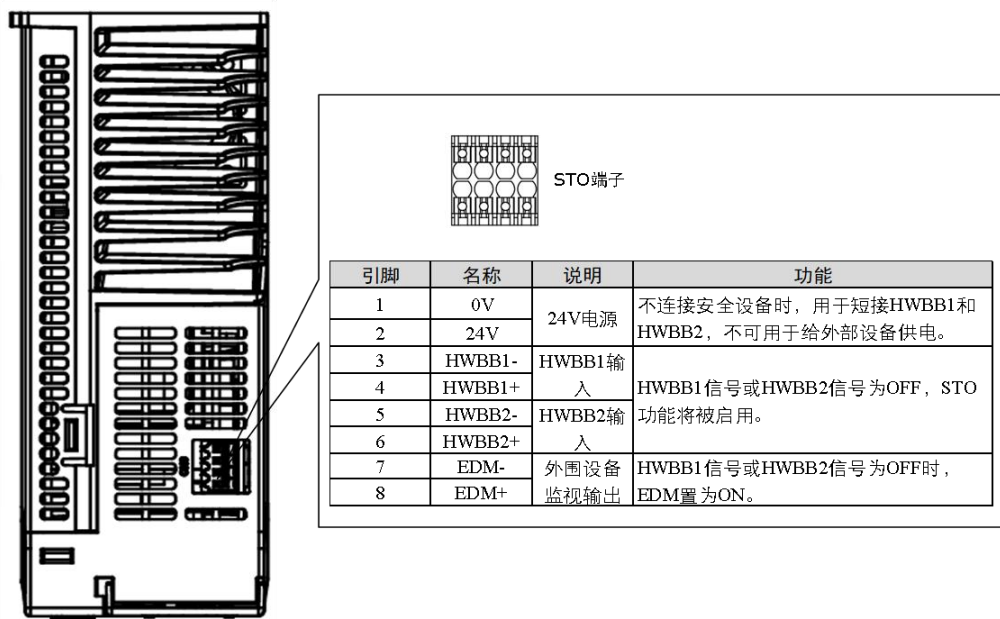 STO端子
引脚 名称 说明 功能
1 0V 24V电源 不连接安全设备时，用于短接HWBB1和
2 24V HWBB2，不可用于给外部设备供电。
3 HWBB1- HWBB1输
4 HWBB1+ 入 HWBB1信号或HWBB2信号为OFF，STO
5 HWBB2- HWBB2输 功能将被启用。
6 HWBB2+ 入
7 EDM- 外围设备 HWBB1信号或HWBB2信号为OFF时，
8 EDM+ 监视输出 EDM置为ON。